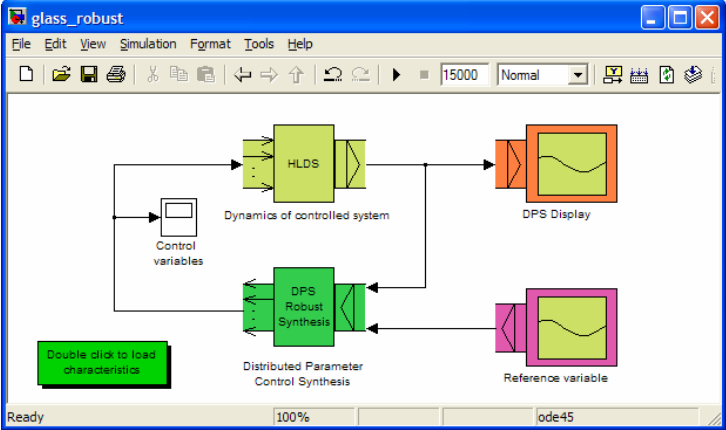 glass_robust
File Edit View Simulation Format Tools Help
15000 Normal
HLDS
Dynamics of controlled system
DPS Display
Control
variables
DPS
Robust
Synthesis
Distributed Parameter
Control Synthesis
Reference variable
Double click to load
characteristics
Ready 100% ode45